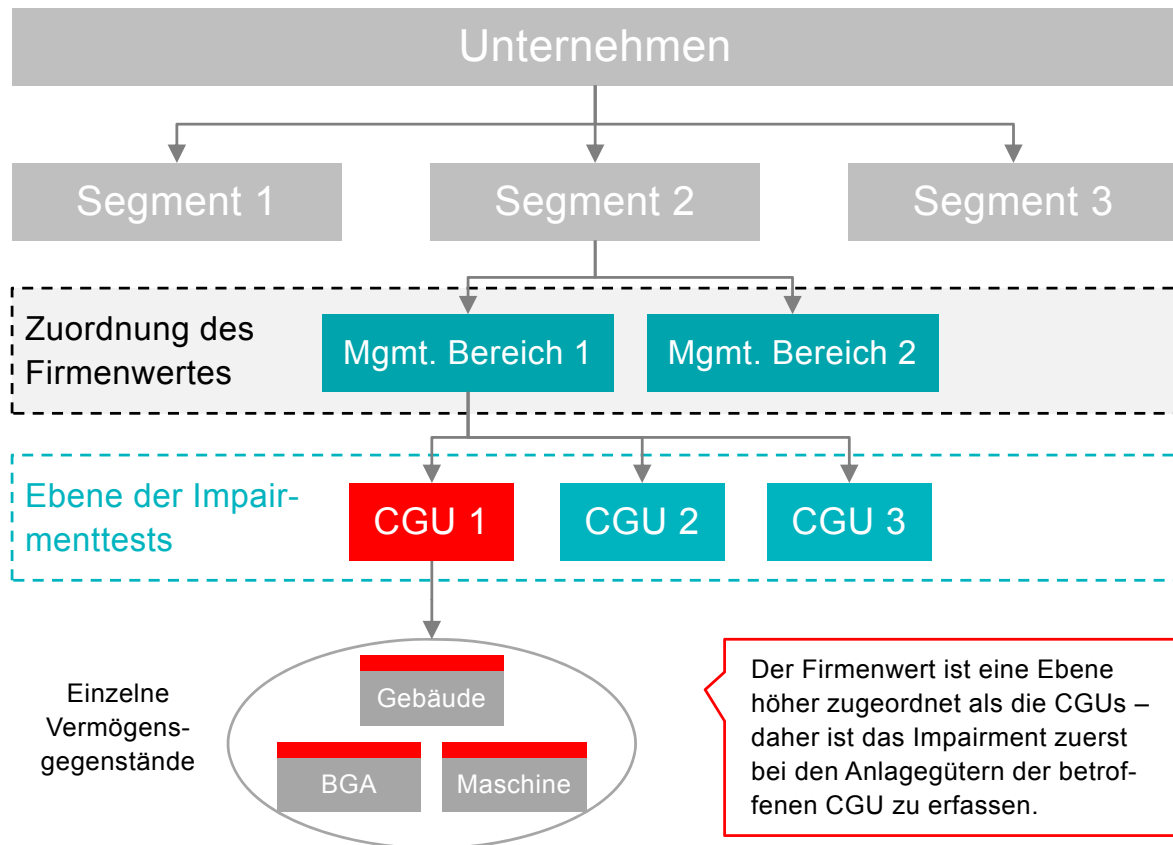 Unternehmen
Segment 1
Segment 2
Segment 3
Zuordnung des
Firmenwertes
Mgmt. Bereich 1
Mgmt. Bereich 2
Ebene der Impair-
menttests
CGU 1
CGU 2
CGU 3
Einzelne
Vermögens-
gegenstände
Gebäude
BGA
Maschine
Der Firmenwert ist eine Ebene
höher zugeordnet als die CGUs –
daher ist das Impairment zuerst
bei den Anlagegütern der betrof-
fenen CGU zu erfassen.